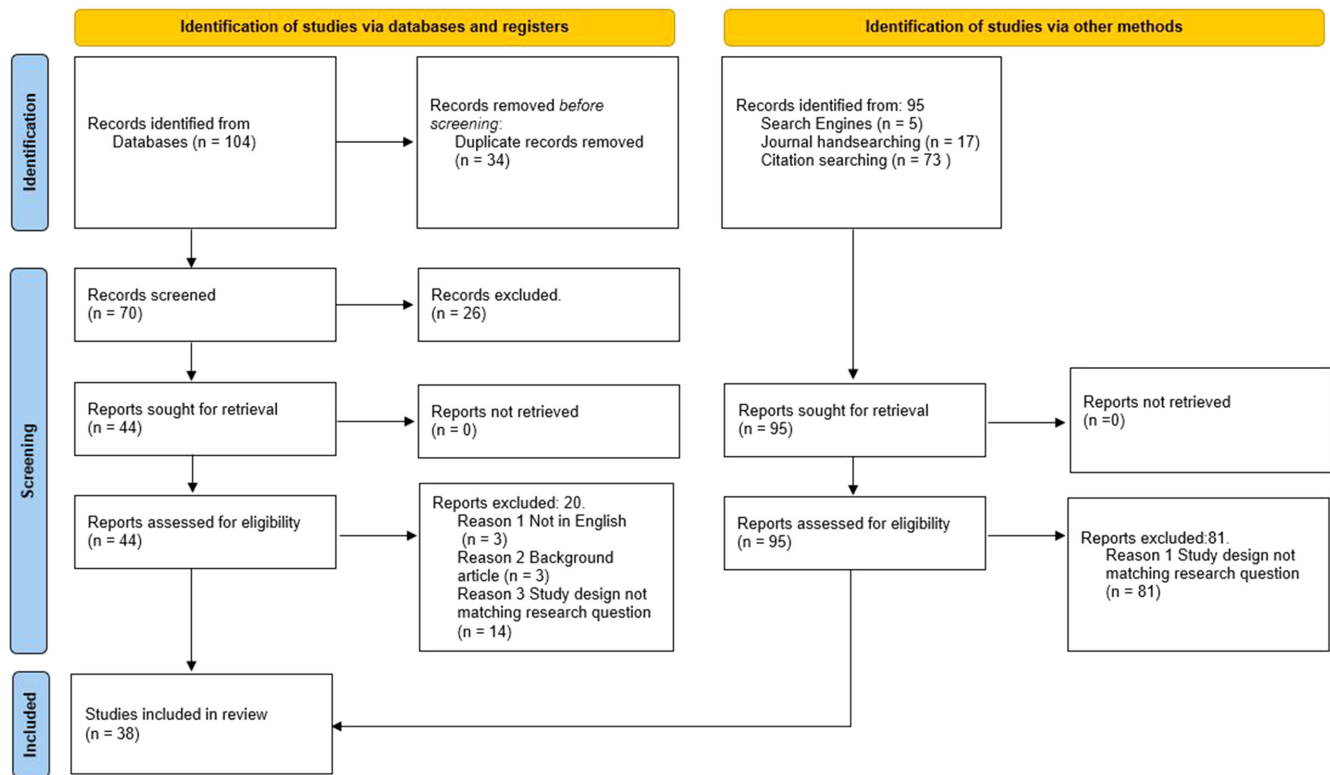 Identification of studies via databases and registers
Identification of studies via other methods
Identification
Records identified from
Databases (n = 104)
Records removed before
screening:
Duplicate records removed
(n = 34)
Records identified from: 95
Search Engines (n = 5)
Journal handsearching (n = 17)
Citation searching (n = 73 )
Screening
Records screened
(n = 70)
Records excluded.
(n = 26)
Reports sought for retrieval
(n = 44)
Reports not retrieved
(n = 0)
Reports sought for retrieval
(n = 95)
Reports not retrieved
(n =0)
Reports assessed for eligibility
(n = 44)
Reports excluded: 20.
Reason 1 Not in English
(n = 3)
Reason 2 Background
article (n = 3)
Reason 3 Study design not
matching research question
(n = 14)
Reports assessed for eligibility
(n = 95)
Reports excluded:81.
Reason 1 Study design not
matching research question
(n = 81)
Included
Studies included in review
(n = 38)